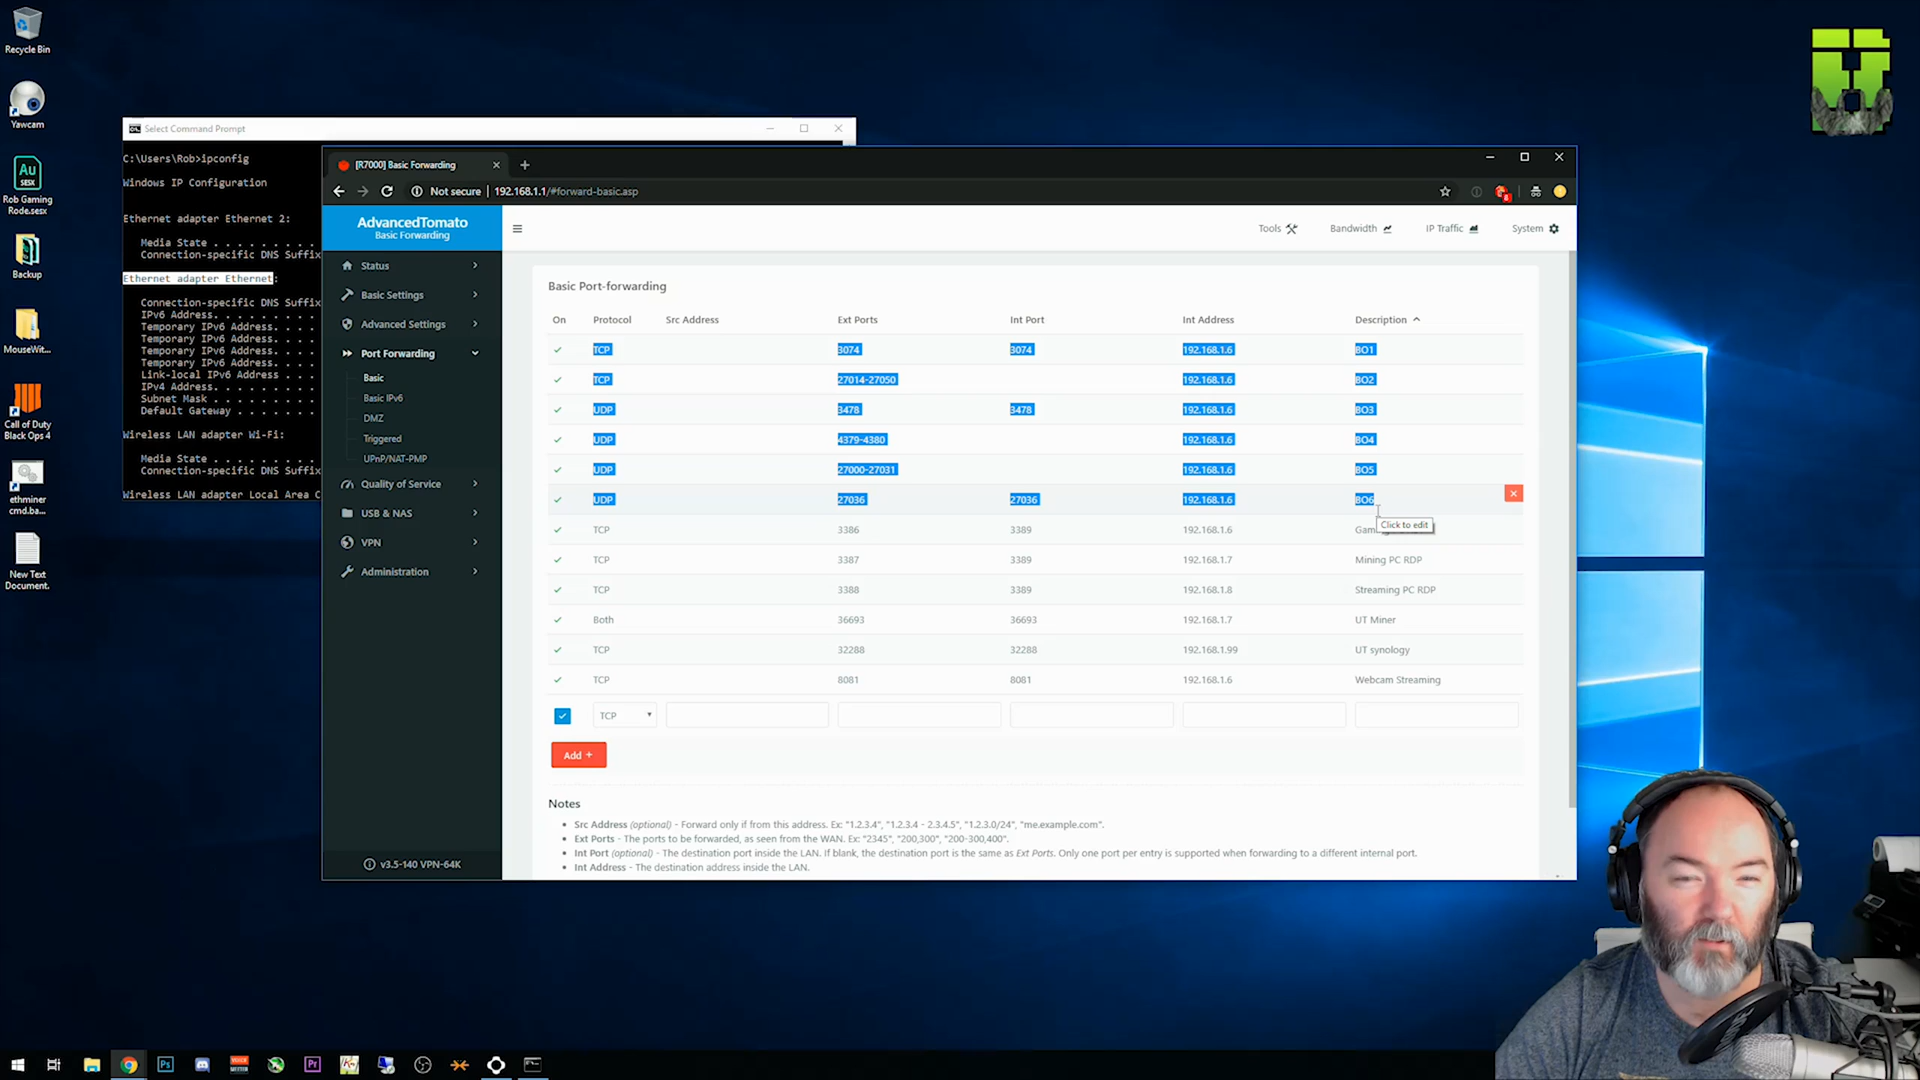 Recycle Bin
Yawcam
Rob Gaming
Rode.sesx
Backup
MouseWit...
Call of Duty
Black Ops 4
ethminer
cmd.ba...
New Text
Document.
Select Command Prompt
C:\Users\Rob>ipconfig
Windows IP Configuration
Ethernet adapter Ethernet 2:
Media State . . . . . . . . .
Connection-specific DNS Suffix
Ethernet adapter Ethernet:
Connection-specific DNS Suffix
IPv6 Address. . . . . . . . .
Temporary IPv6 Address. . . .
Temporary IPv6 Address. . . .
Temporary IPv6 Address. . . .
Temporary IPv6 Address. . . .
Link-local IPv6 Address . . .
IPv4 Address. . . . . . . . .
Subnet Mask . . . . . . . . .
Default Gateway . . . . . . .
Wireless LAN adapter Wi-Fi:
Media State . . . . . . . . .
Connection-specific DNS Suffix
Wireless LAN adapter Local Area C
[R7000] Basic Forwarding
Not secure | 192.168.1.1/#forward-basic.asp
AdvancedTomato
Basic Forwarding
Tools Bandwidth IP Traffic System
Status
Basic Settings
Advanced Settings
Port Forwarding
Basic
Basic IPv6
DMZ
Triggered
UPnP/NAT-PMP
Quality of Service
USB & NAS
VPN
Administration
v3.5-140 VPN-64K
Basic Port-forwarding
On Protocol Src Address Ext Ports Int Port Int Address Description
TCP 3074 3074 192.168.1.6 BO1
TCP 27014-27050 192.168.1.6 BO2
UDP 3478 3478 192.168.1.6 BO3
UDP 4379-4380 192.168.1.6 BO4
UDP 27000-27031 192.168.1.6 BO5
UDP 27036 27036 192.168.1.6 BO6
Click to edit
TCP 3386 3389 192.168.1.6
TCP 3387 3389 192.168.1.7 Mining PC RDP
TCP 3388 3389 192.168.1.8 Streaming PC RDP
Both 36693 36693 192.168.1.7 UT Miner
TCP 32288 32288 192.168.1.99 UT synology
TCP 8081 8081 192.168.1.6 Webcam Streaming
TCP
Add +
Notes
Src Address (optional) - Forward only if from this address. Ex: "1.2.3.4", "1.2.3.4 - 2.3.4.5", "1.2.3.0/24", "me.example.com".
Ext Ports - The ports to be forwarded, as seen from the WAN. Ex: "2345", "200,300", "200-300,400".
Int Port (optional) - The destination port inside the LAN. If blank, the destination port is the same as Ext Ports. Only one port per entry is supported when forwarding to a different internal port.
Int Address - The destination address inside the LAN.